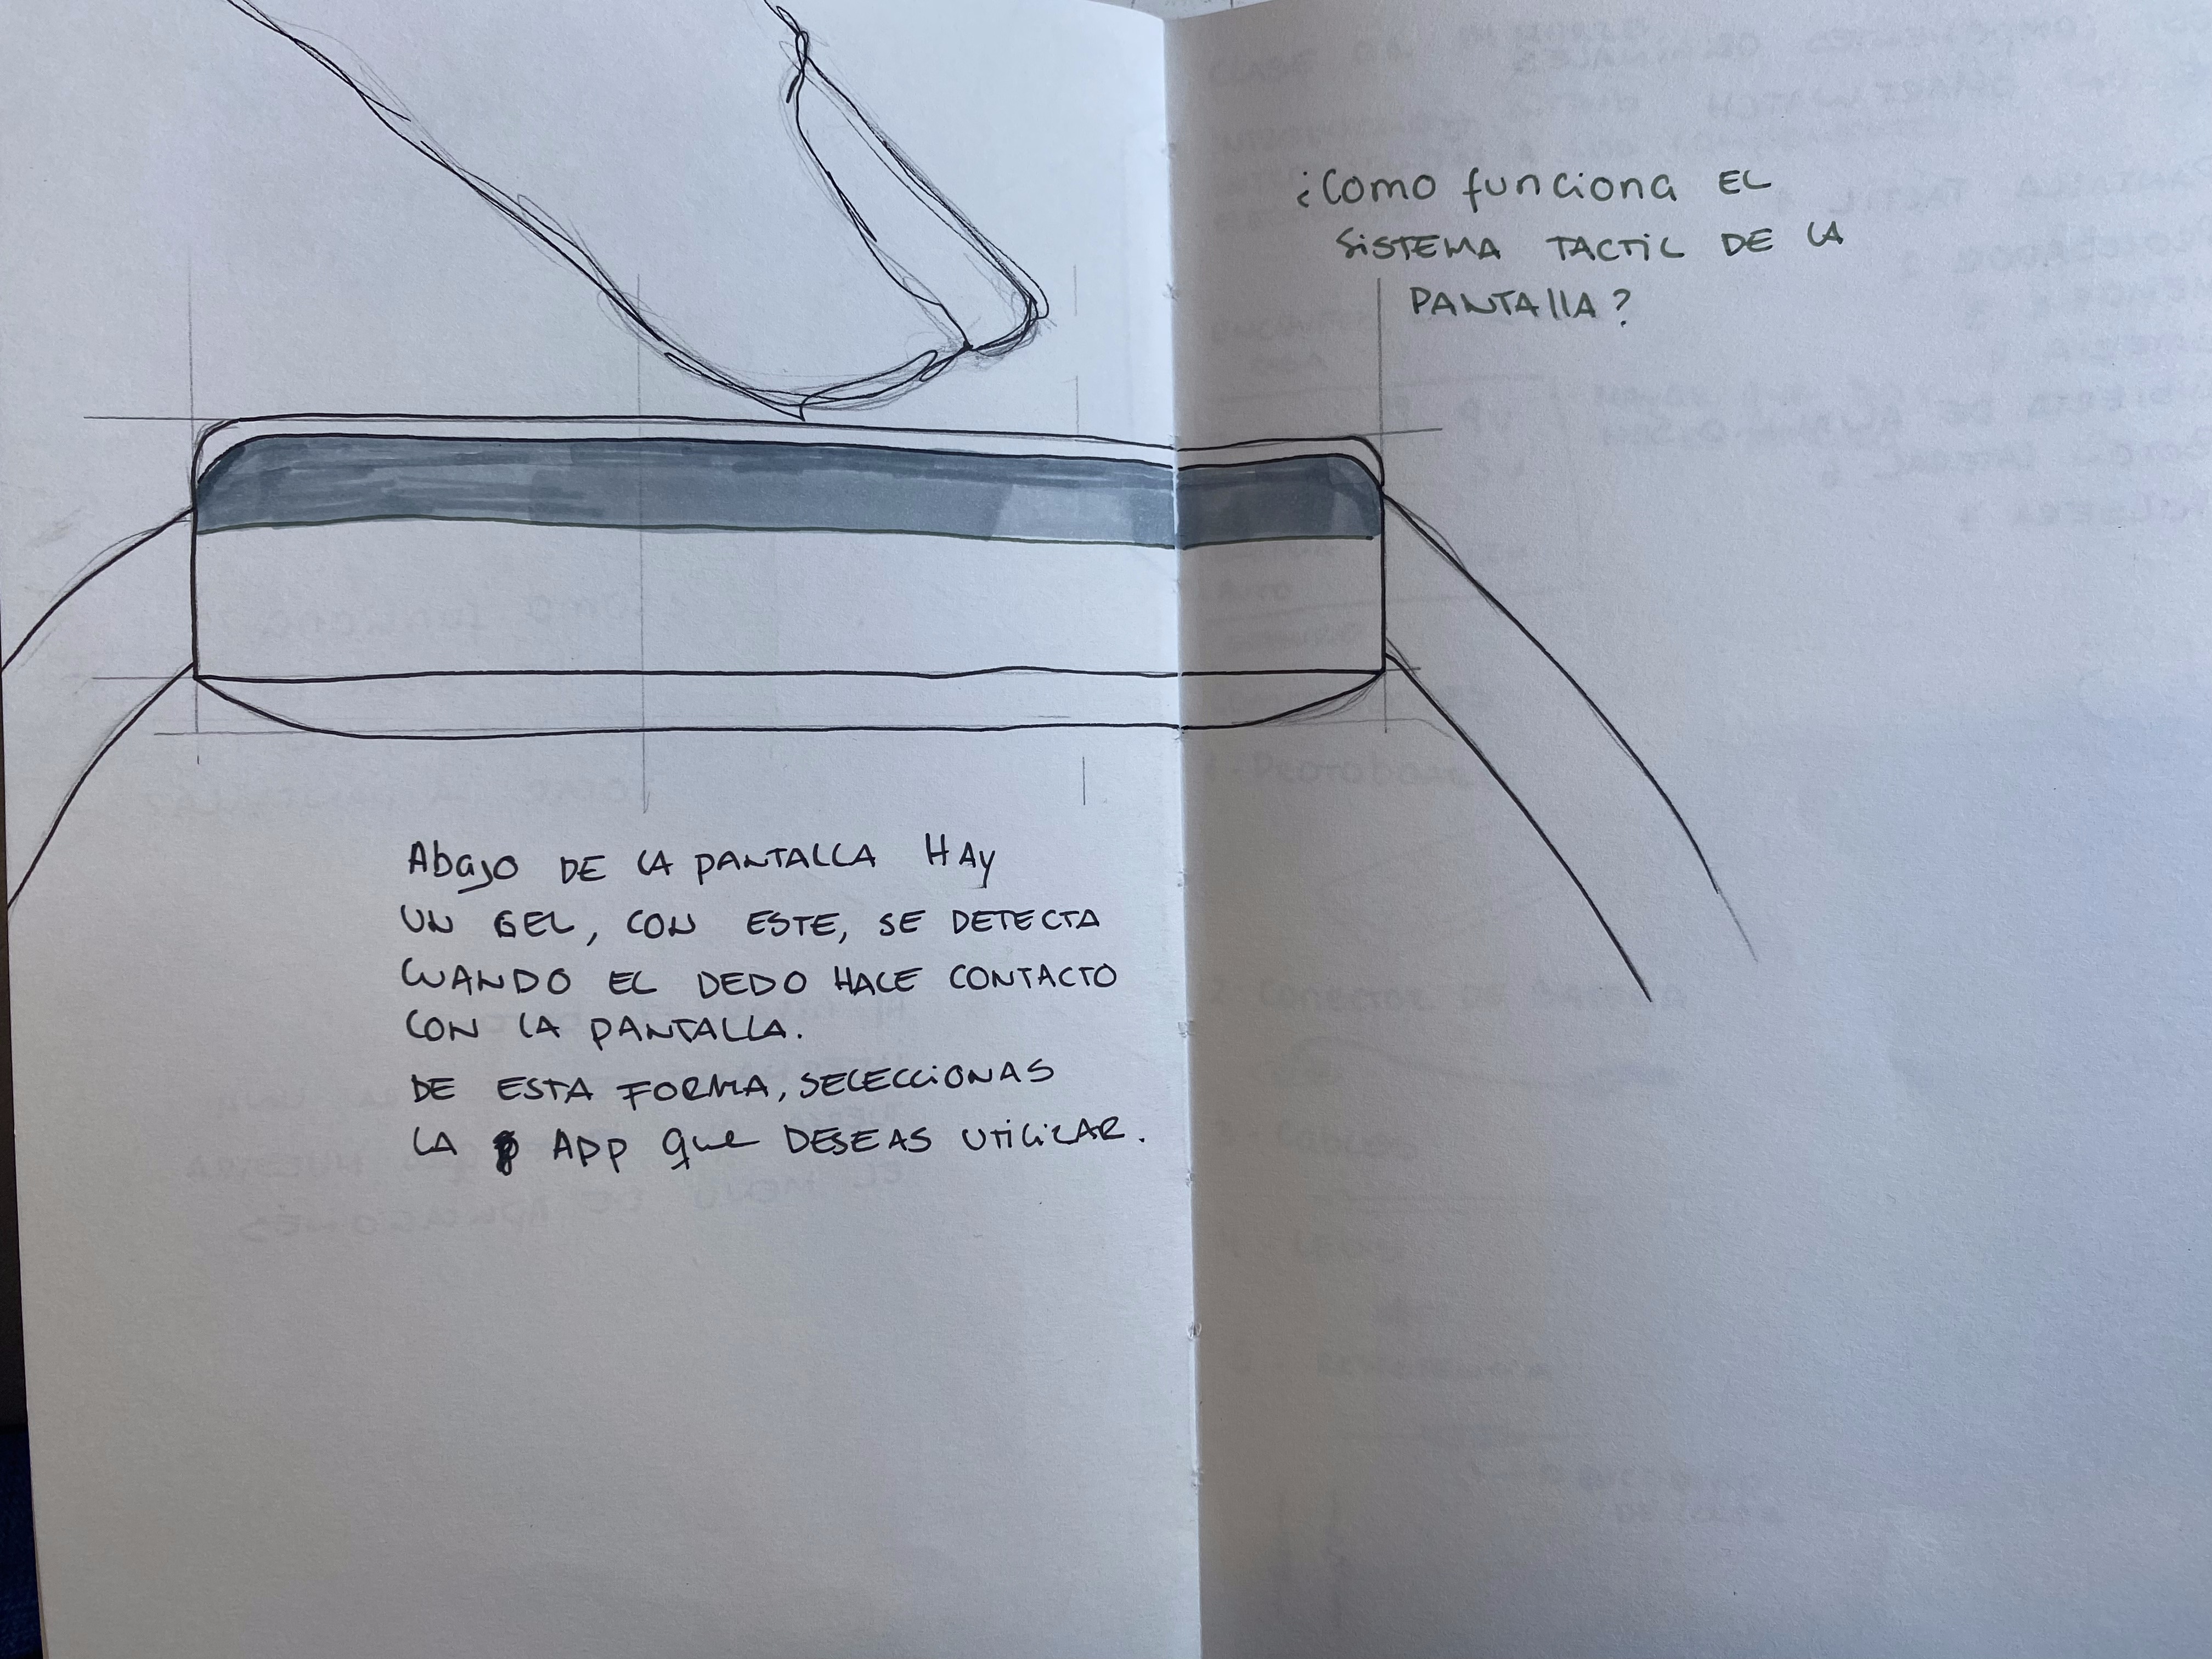 ¿Como funciona EL
SISTEMA TACTIL DE LA
PANTALLA?
Abajo DE LA PANTALLA HAY
UN GEL, CON ESTE, SE DETECTA
CUANDO EL DEDO HACE CONTACTO
CON LA PANTALLA.
DE ESTA FORMA, SELECCIONAS
LA APP que DESEAS UTILIZAR.